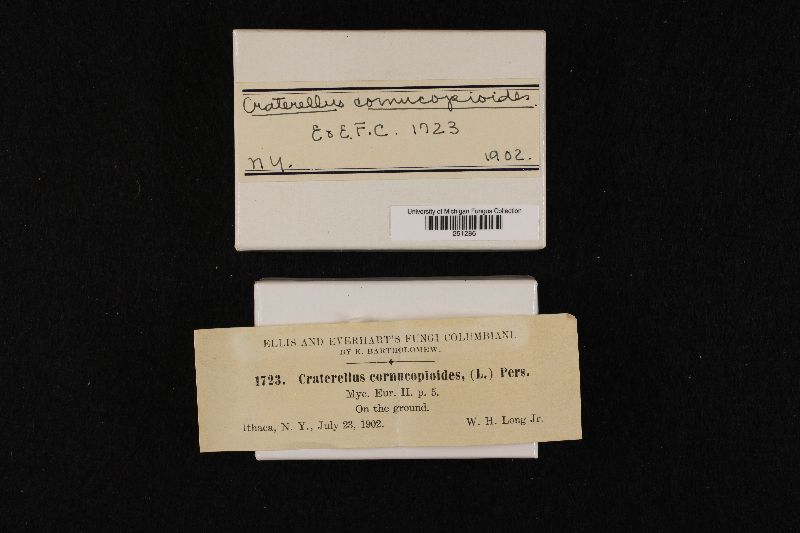 Craterellus cornucopioides.
E & E. F. C. 1723
N Y. 1902.
University of Michigan Fungus Collection
251286
ELLIS AND EVERHART'S FUNGI COLUMBIANI.
BY E. BARTHOLOMEW.
1723. Craterellus cornucopioides, (L.) Pers.
Myc. Eur. II. p. 5.
On the ground.
Ithaca, N. Y., July 23, 1902. W. H. Long Jr.